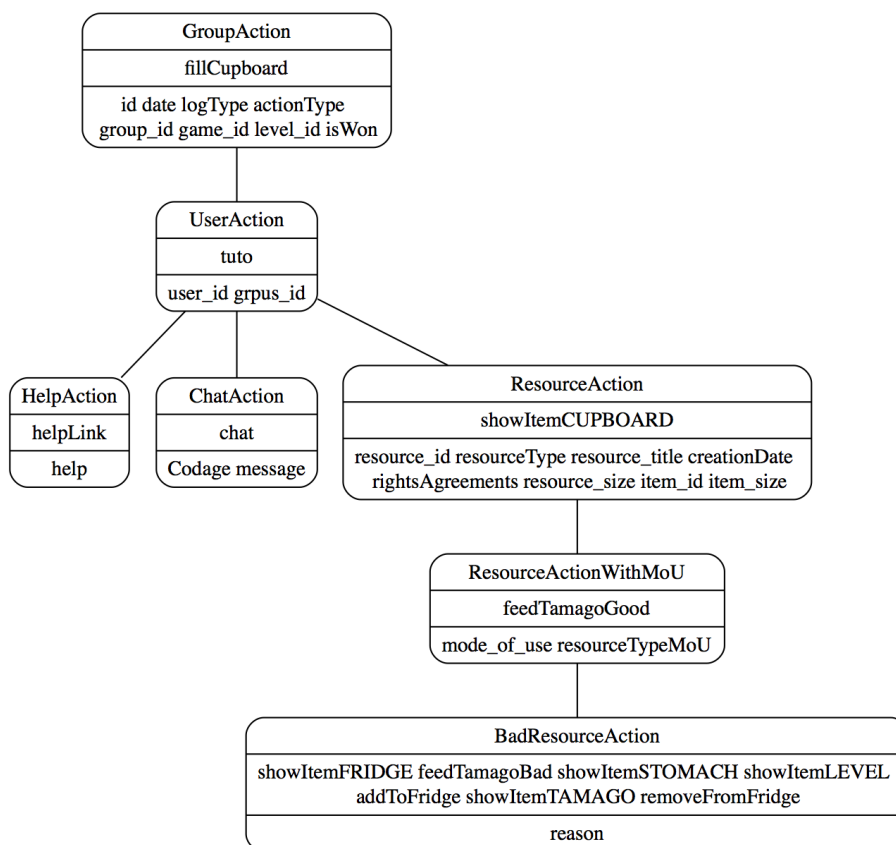 GroupAction
fillCupboard
id date logType actionType
group_id game_id level_id isWon
UserAction
tuto
user_id grpus_id
HelpAction
helpLink
help
ChatAction
chat
Codage message
ResourceAction
showItemCUPBOARD
resource_id resourceType resource_title creationDate
rightsAgreements resource_size item_id item_size
ResourceActionWithMoU
feedTamagoGood
mode_of_use resourceTypeMoU
BadResourceAction
showItemFRIDGE feedTamagoBad showItemSTOMACH showItemLEVEL
addToFridge showItemTAMAGO removeFromFridge
reason